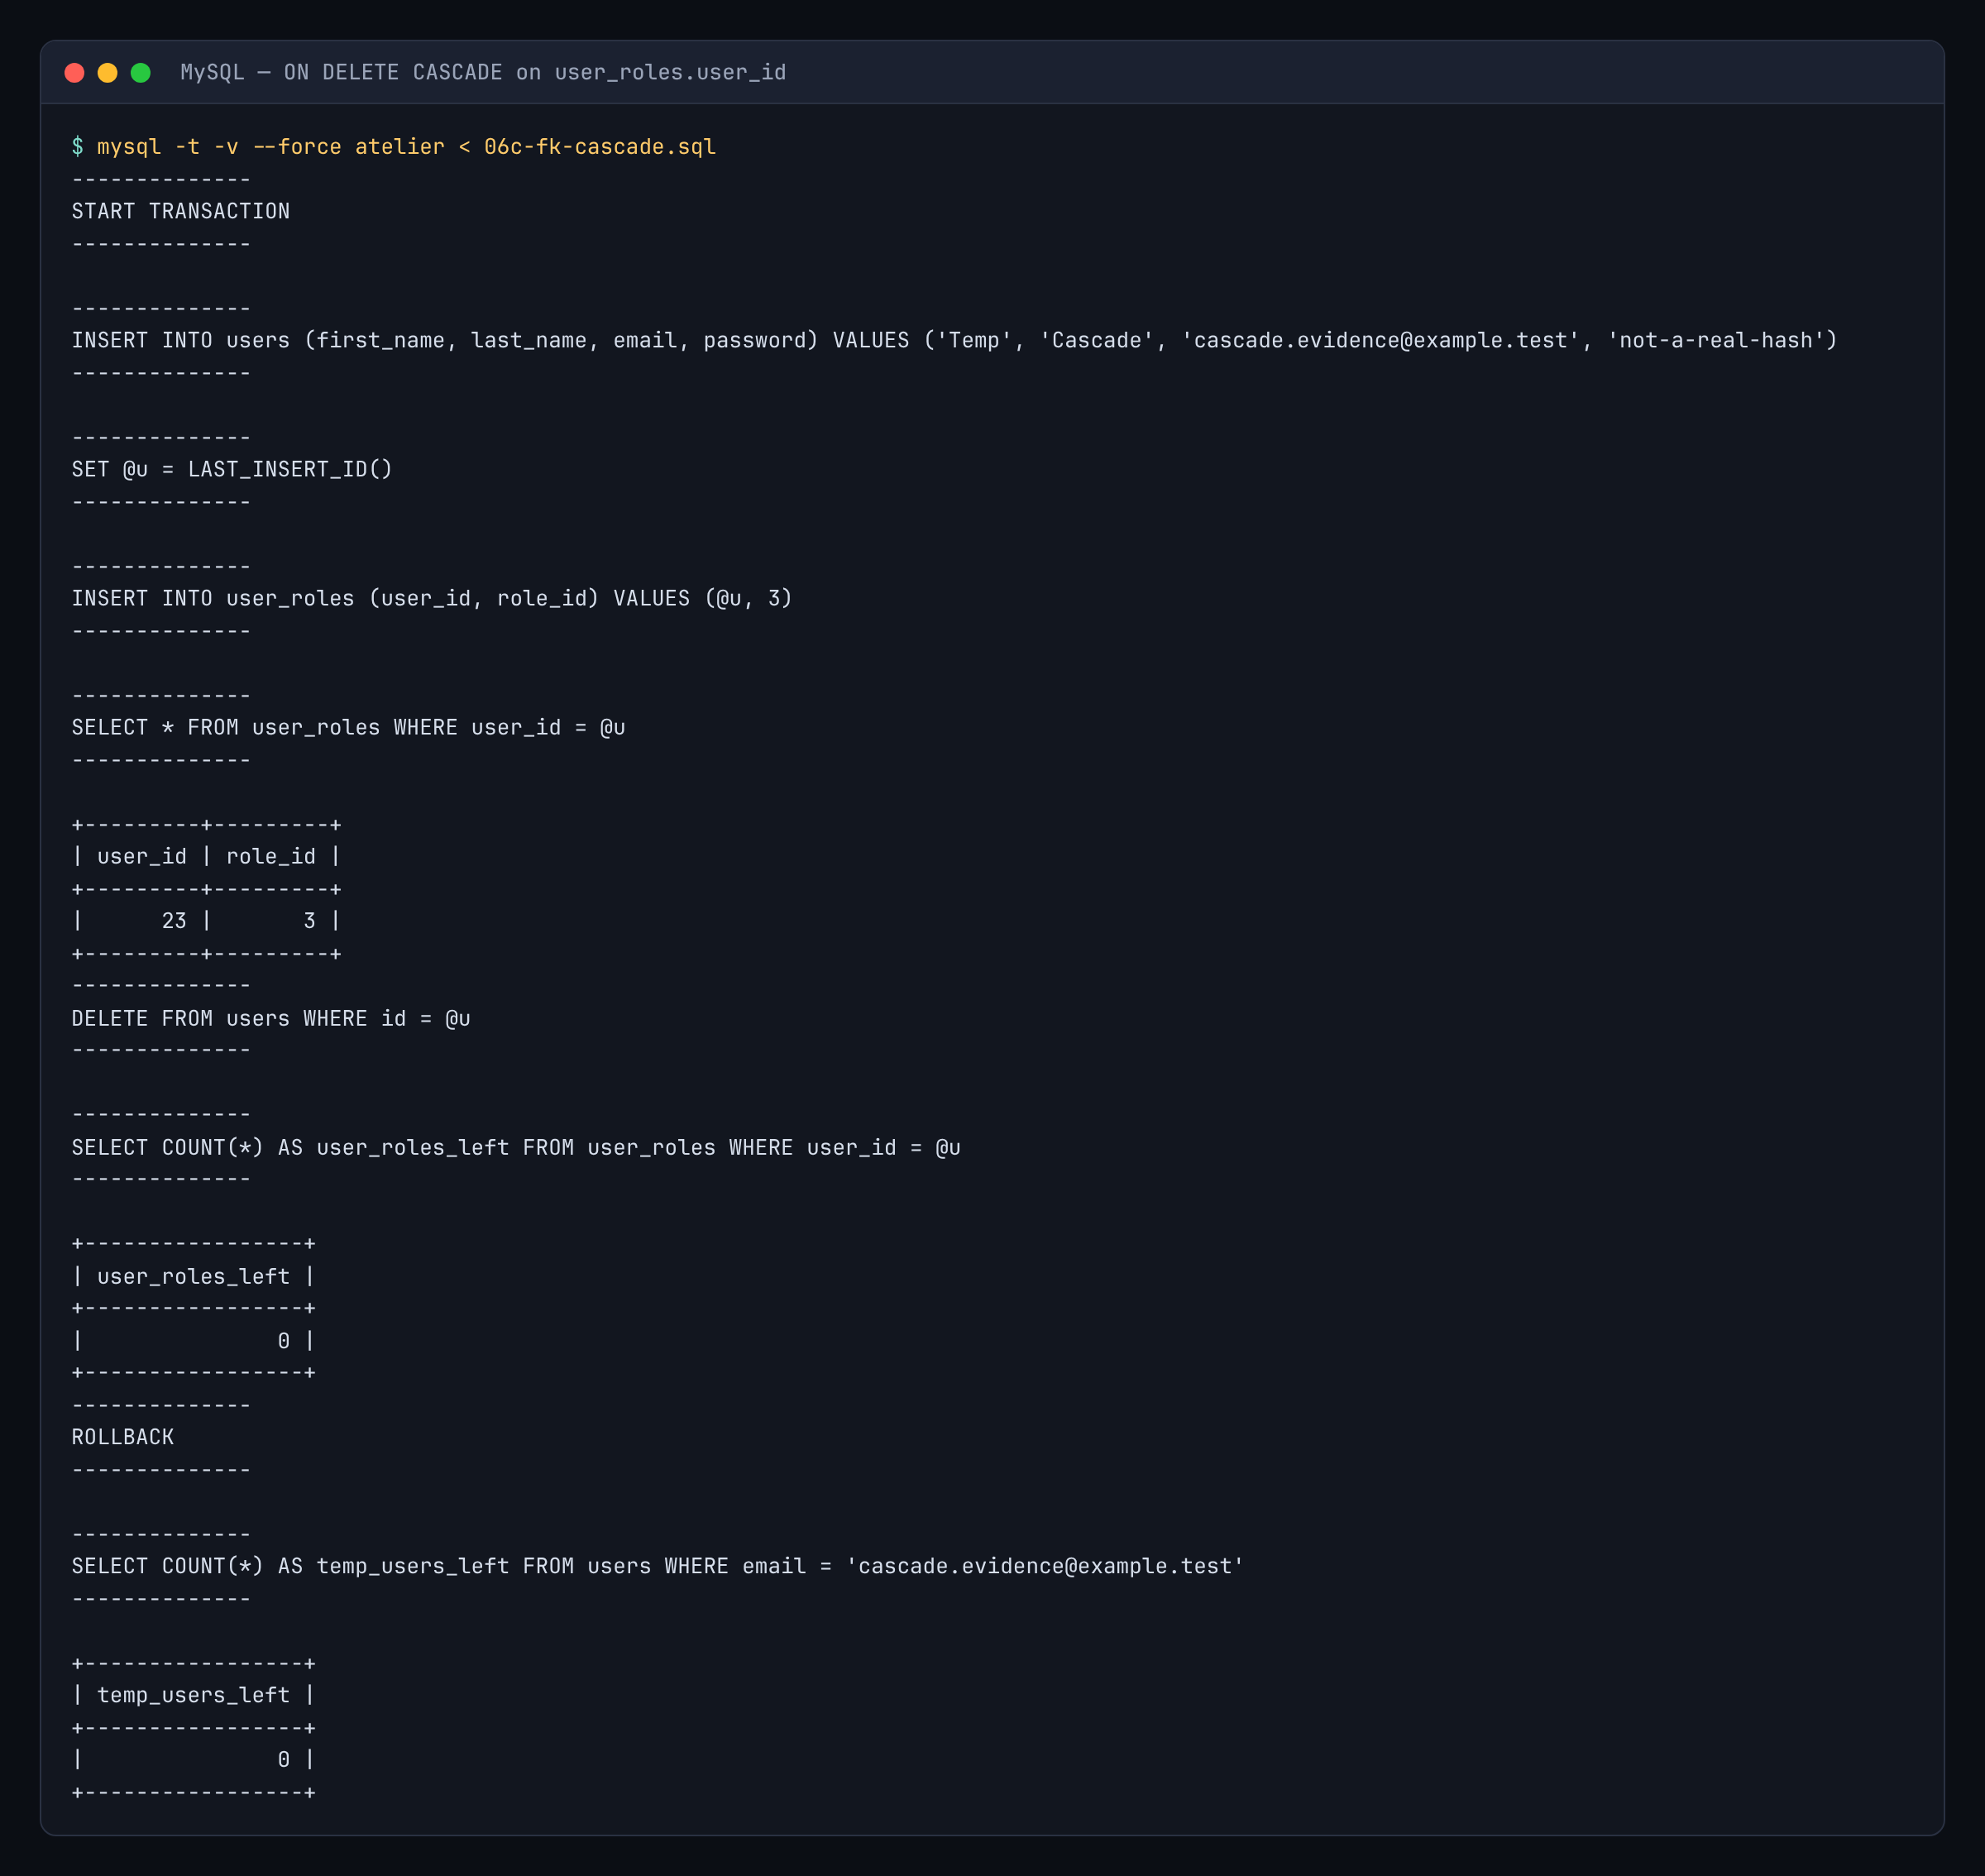 MySQL — ON DELETE CASCADE on user_roles.user_id
$ mysql -t -v --force atelier < 06c-fk-cascade.sql
--------------
START TRANSACTION
--------------
--------------
INSERT INTO users (first_name, last_name, email, password) VALUES ('Temp', 'Cascade', 'cascade.evidence@example.test', 'not-a-real-hash')
--------------
--------------
SET @u = LAST_INSERT_ID()
--------------
--------------
INSERT INTO user_roles (user_id, role_id) VALUES (@u, 3)
--------------
--------------
SELECT * FROM user_roles WHERE user_id = @u
--------------
+---------+---------+
| user_id | role_id |
+---------+---------+
|      23 |       3 |
+---------+---------+
--------------
DELETE FROM users WHERE id = @u
--------------
--------------
SELECT COUNT(*) AS user_roles_left FROM user_roles WHERE user_id = @u
--------------
+-----------------+
| user_roles_left |
+-----------------+
|               0 |
+-----------------+
--------------
ROLLBACK
--------------
--------------
SELECT COUNT(*) AS temp_users_left FROM users WHERE email = 'cascade.evidence@example.test'
--------------
+-----------------+
| temp_users_left |
+-----------------+
|               0 |
+-----------------+